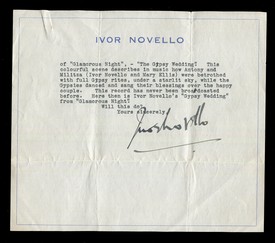 IVOR NOVELLO
of "Glamorous Night", - "The Gypsy Wedding? This
colourful scene describes in music how Antony and
Militza (Ivor Novello and Mary Ellis) were betrothed
with full Gypsy rites, under a starlit sky, while the
Gypsies danced and sang their blessings over the happy
couple. This record has never been broadcasted
before. Here then is Ivor Novello's "Gypsy Wedding"
from "Glamorous Night?
Will this do?
Yours sincerely,
Ivor Novello